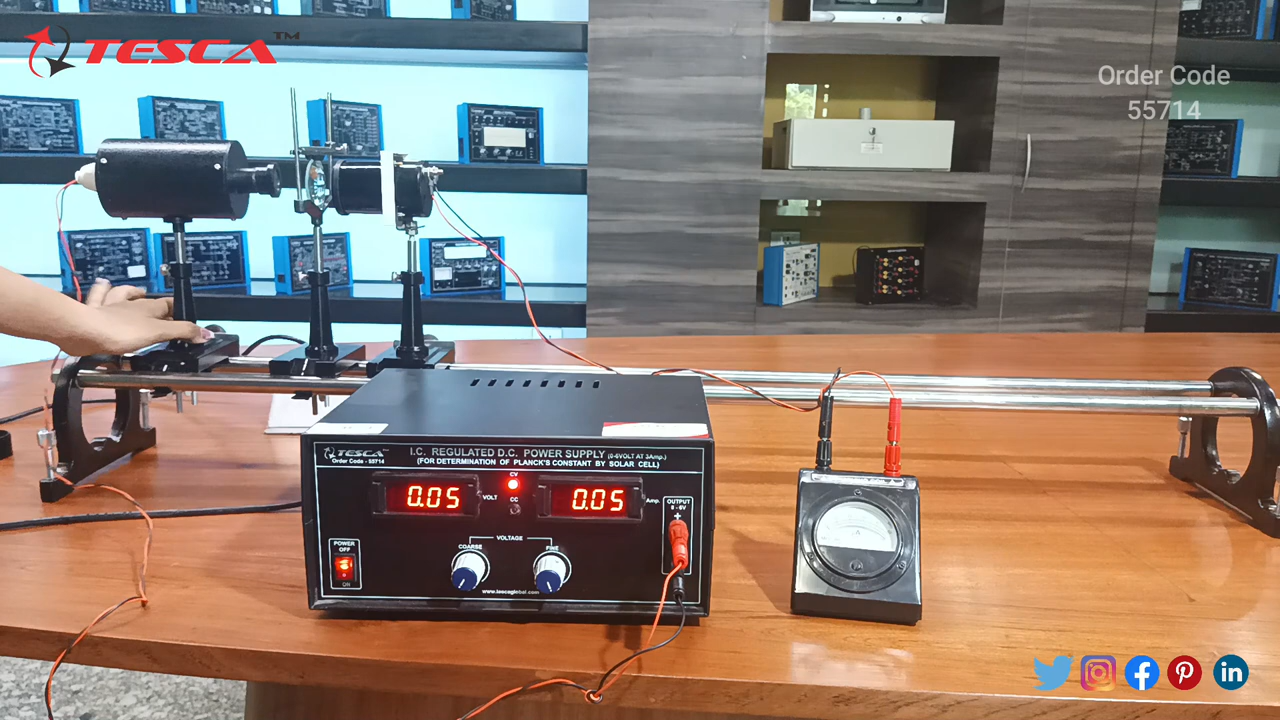 TESCA™
Order Code
55714
TESCA
Order Code - 55714
I.C. REGULATED D.C. POWER SUPPLY (0-6VOLT AT 3Amp.)
(FOR DETERMINATION OF PLANCK'S CONSTANT BY SOLAR CELL)
0.05
VOLT
CV
CC
0.05
Amp.
OUTPUT
0 - 6V
+
POWER
OFF
ON
VOLTAGE
COARSE
FINE
www.tescaglobal.com
A
in